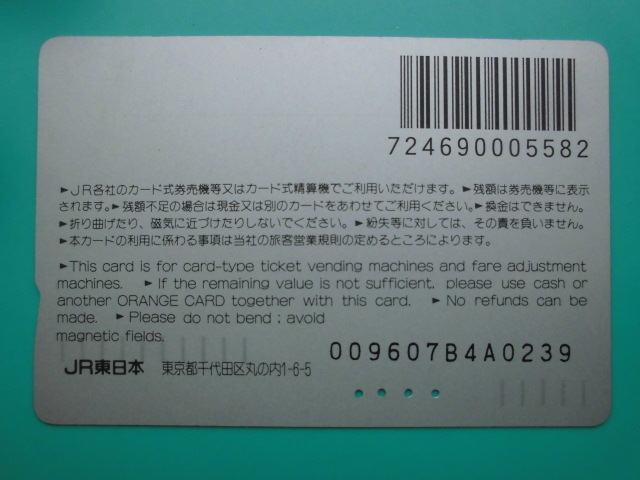 724690005582
►JR各社のカード式券売機等又はカード式精算機でご利用いただけます。►残額は券売機等に表示
されます。►残額不足の場合は現金又は別のカードをあわせてご利用ください。►換金はできません。
►折り曲げたり、磁気に近づけたりしないでください。►紛失等に対しては、その責を負いません。
►本カードの利用に係わる事項は当社の旅客営業規則の定めるところによります。
►This card is for card-type ticket vending machines and fare adjustment
machines. ►If the remaining value is not sufficient, please use cash or
another ORANGE CARD together with this card. ►No refunds can be
made. ►Please do not bend; avoid
magnetic fields.
009607B4A0239
JR東日本 東京都千代田区丸の内1-6-5